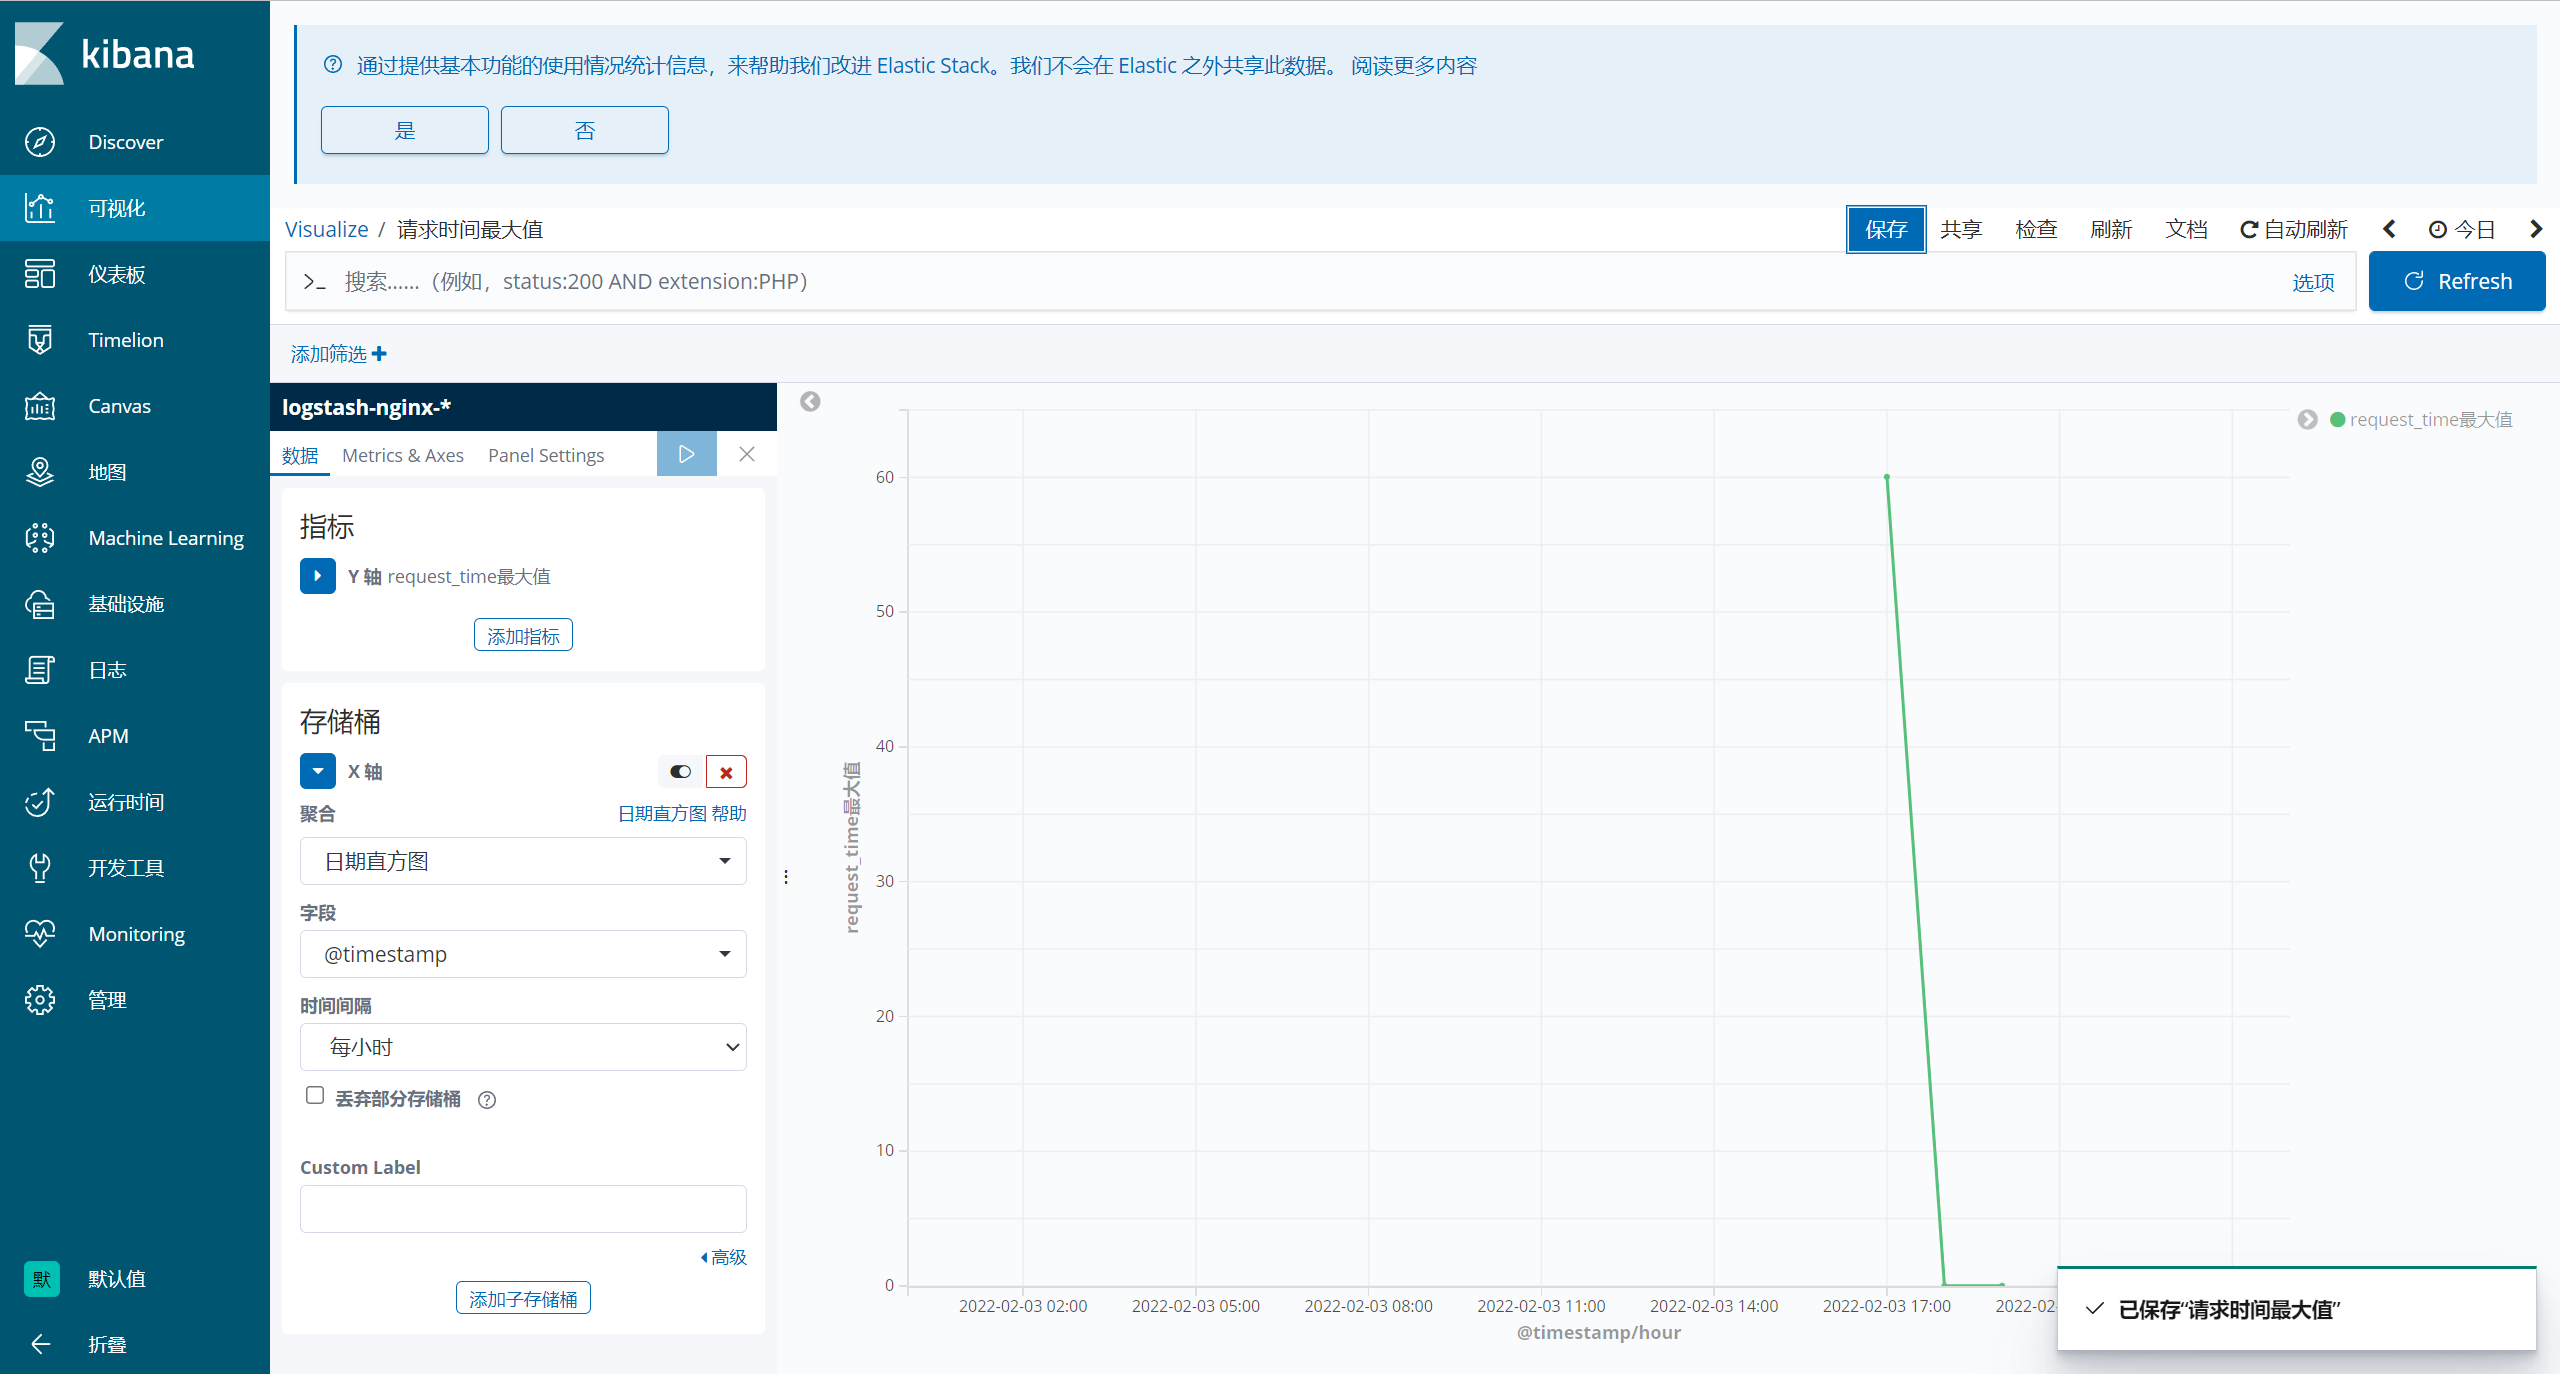 kibana
Discover
可视化
仪表板
Timelion
Canvas
地图
Machine Learning
基础设施
日志
APM
运行时间
开发工具
Monitoring
管理
默 默认值
折叠
通过提供基本功能的使用情况统计信息，来帮助我们改进 Elastic Stack。我们不会在 Elastic 之外共享此数据。 阅读更多内容
是 否
Visualize / 请求时间最大值
保存 共享 检查 刷新 文档 自动刷新 今日
>_ 搜索......（例如，status:200 AND extension:PHP） 选项 Refresh
添加筛选
logstash-nginx-*
数据 Metrics & Axes Panel Settings
指标
Y 轴 request_time最大值
添加指标
存储桶
X 轴
聚合 日期直方图 帮助
日期直方图
字段
@timestamp
时间间隔
每小时
丢弃部分存储桶
Custom Label
高级
添加子存储桶
request_time最大值
request_time最大值
60
50
40
30
20
10
0
2022-02-03 02:00 2022-02-03 05:00 2022-02-03 08:00 2022-02-03 11:00 2022-02-03 14:00 2022-02-03 17:00 2022-02
@timestamp/hour
已保存“请求时间最大值”